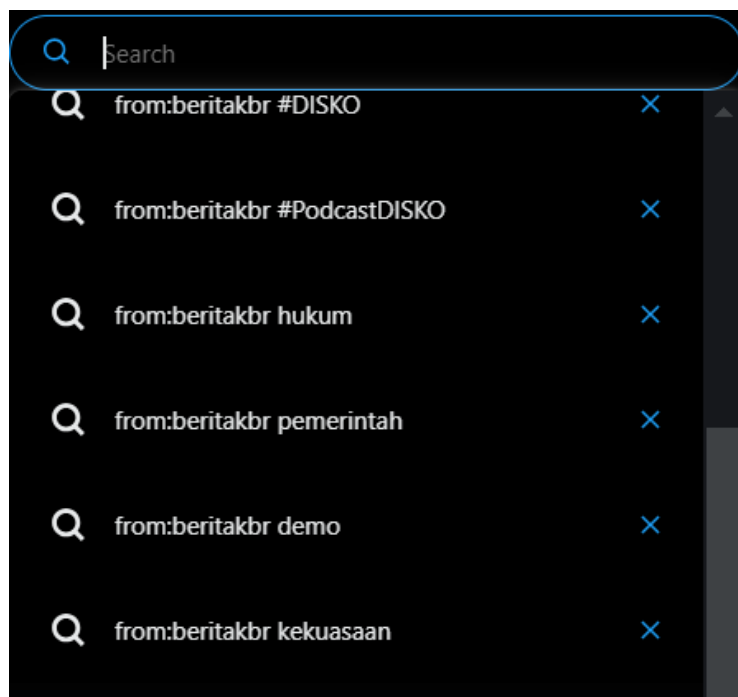 Search
from:beritakbr #DISKO
from:beritakbr #PodcastDISKO
from:beritakbr hukum
from:beritakbr pemerintah
from:beritakbr demo
from:beritakbr kekuasaan